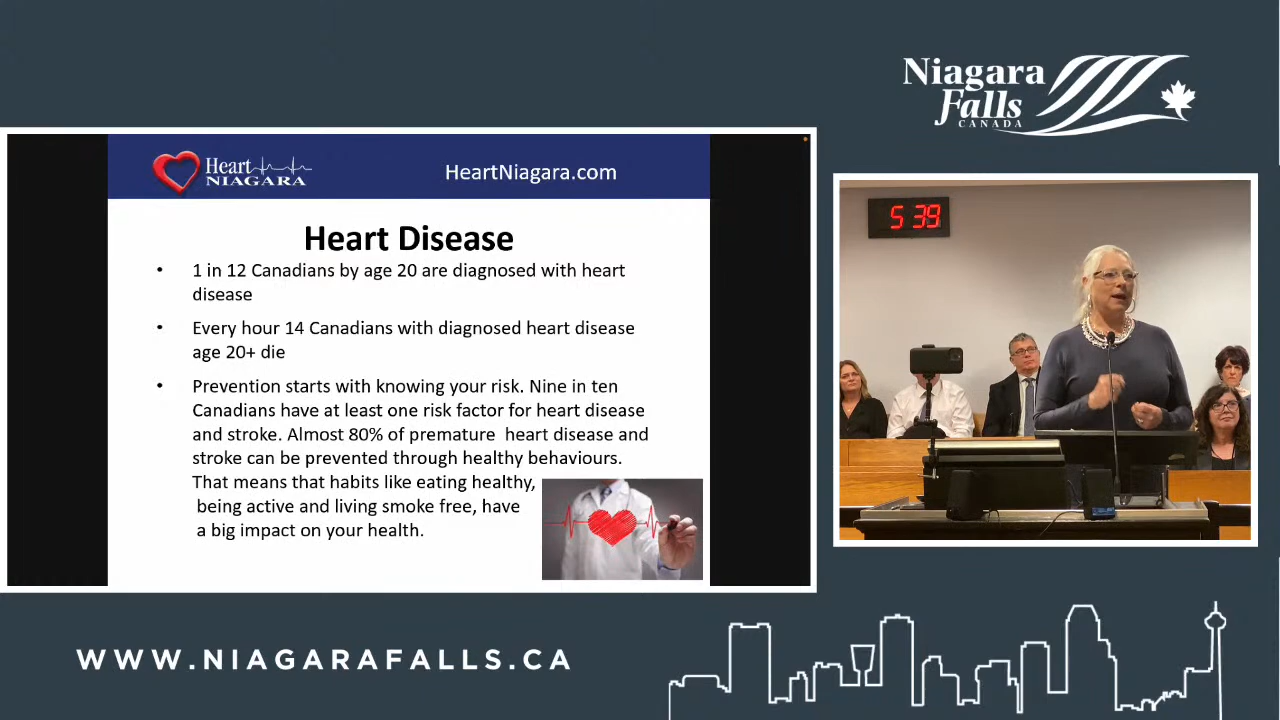 Niagara
Falls
CANADA
Heart
NIAGARA
HeartNiagara.com
Heart Disease
• 1 in 12 Canadians by age 20 are diagnosed with heart
disease
• Every hour 14 Canadians with diagnosed heart disease
age 20+ die
• Prevention starts with knowing your risk. Nine in ten
Canadians have at least one risk factor for heart disease
and stroke. Almost 80% of premature heart disease and
stroke can be prevented through healthy behaviours.
That means that habits like eating healthy,
being active and living smoke free, have
a big impact on your health.
5 39
WWW.NIAGARAFALLS.CA